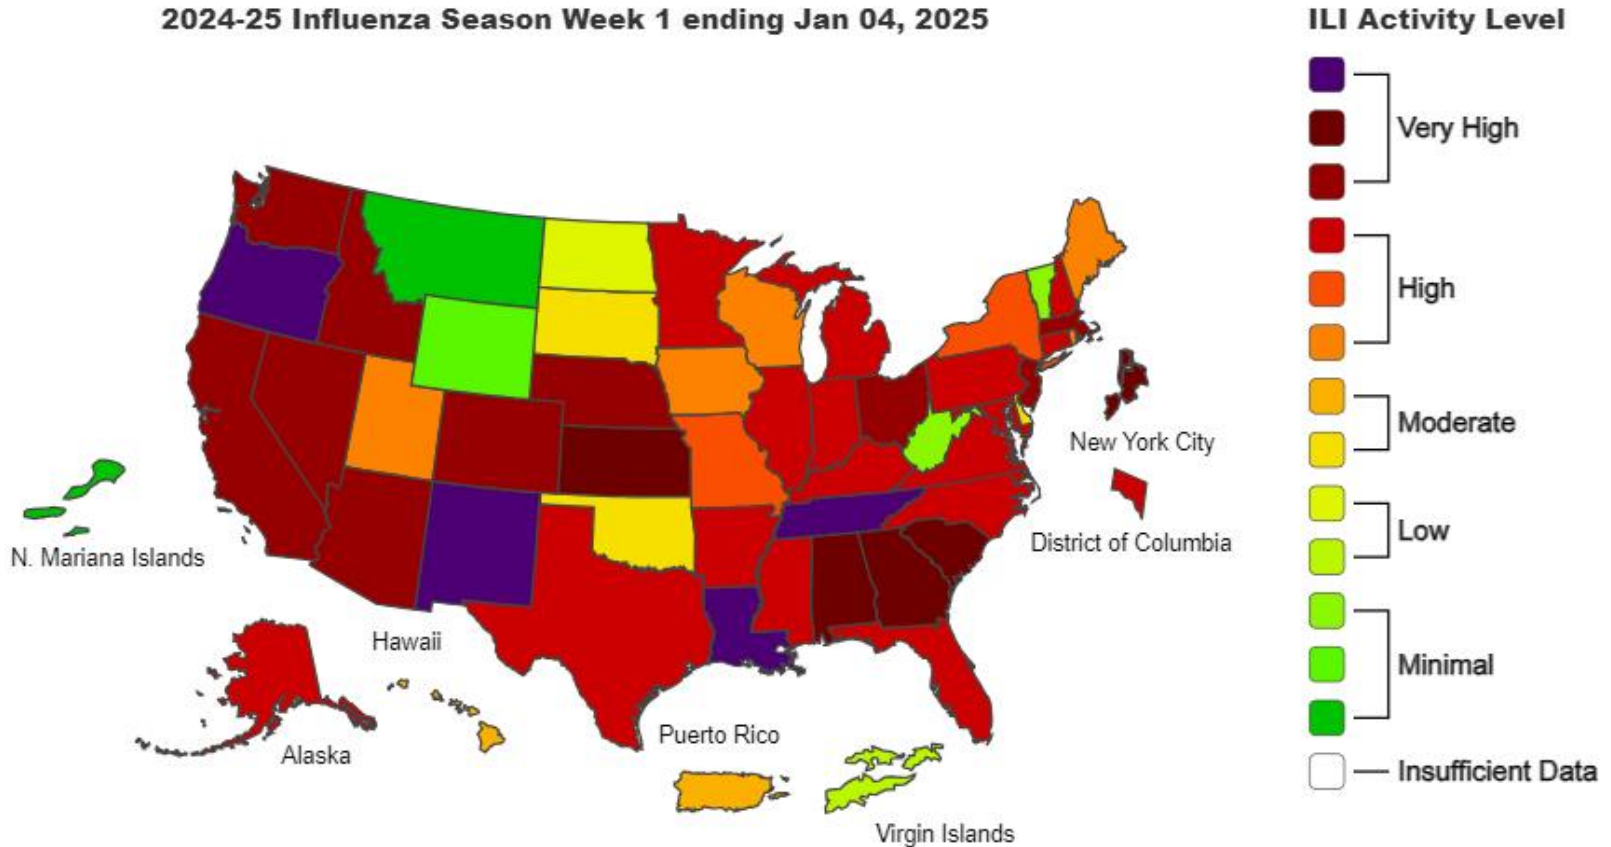 2024-25 Influenza Season Week 1 ending Jan 04, 2025
ILI Activity Level
Very High
High
Moderate
Low
Minimal
Insufficient Data
New York City
District of Columbia
N. Mariana Islands
Hawaii
Alaska
Puerto Rico
Virgin Islands